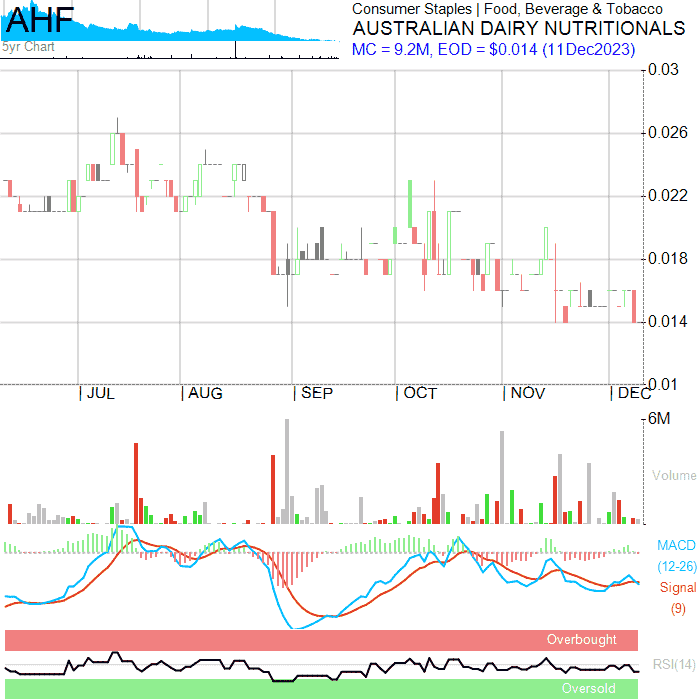 AHF
5yr Chart
Consumer Staples | Food, Beverage & Tobacco
AUSTRALIAN DAIRY NUTRITIONALS
MC = 9.2M, EOD = $0.014 (11Dec2023)
0.03
0.026
0.022
0.018
0.014
0.01
| JUL | AUG | SEP | OCT | NOV | DEC
6M
Volume
MACD
(12-26)
Signal
(9)
Overbought
RSI(14)
Oversold